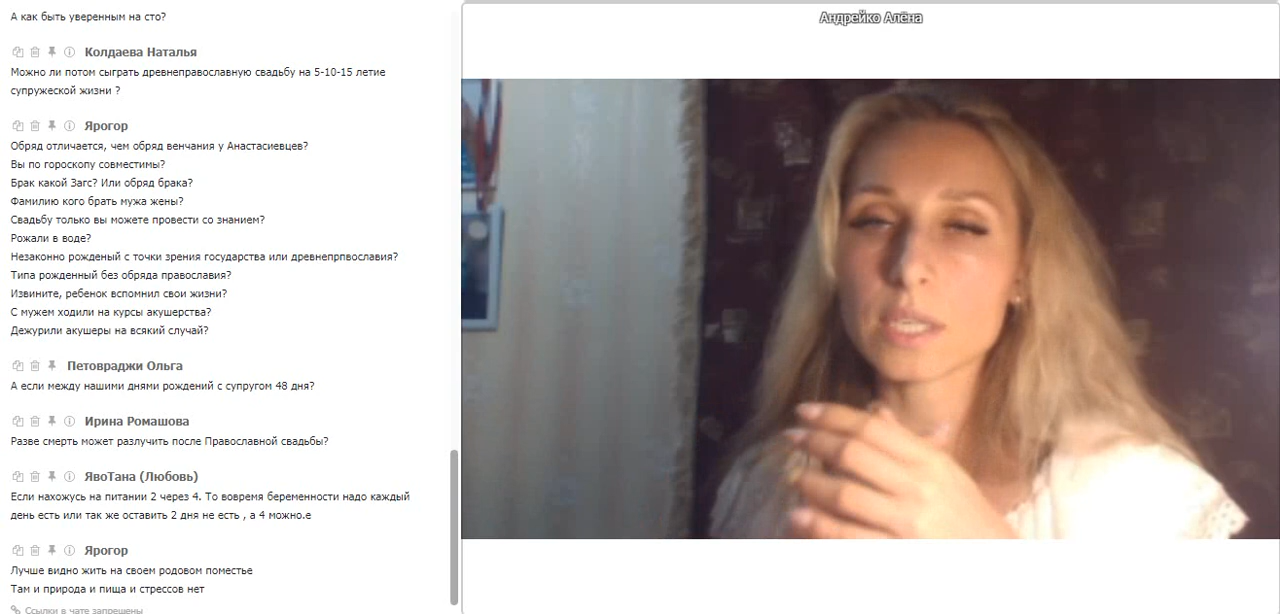 А как быть уверенным на сто?
Андрейко Алёна
Колдаева Наталья
Можно ли потом сыграть древнеправославную свадьбу на 5-10-15 летие
супружеской жизни ?
Ярогор
Обряд отличается, чем обряд венчания у Анастасиевцев?
Вы по гороскопу совместимы?
Брак какой Загс? Или обряд брака?
Фамилию кого брать мужа жены?
Свадьбу только вы можете провести со знанием?
Рожали в воде?
Незаконно рожденый с точки зрения государства или древнепрпвославия?
Типа рожденный без обряда православия?
Извините, ребенок вспомнил свои жизни?
С мужем ходили на курсы акушерства?
Дежурили акушеры на всякий случай?
Петовраджи Ольга
А если между нашими днями рождений с супругом 48 дня?
Ирина Ромашова
Разве смерть может разлучить после Православной свадьбы?
ЯвоТана (Любовь)
Если нахожусь на питании 2 через 4. То вовремя беременности надо каждый
день есть или так же оставить 2 дня не есть , а 4 можно.е
Ярогор
Лучше видно жить на своем родовом поместье
Там и природа и пища и стрессов нет
Ссылки в чате запрещены